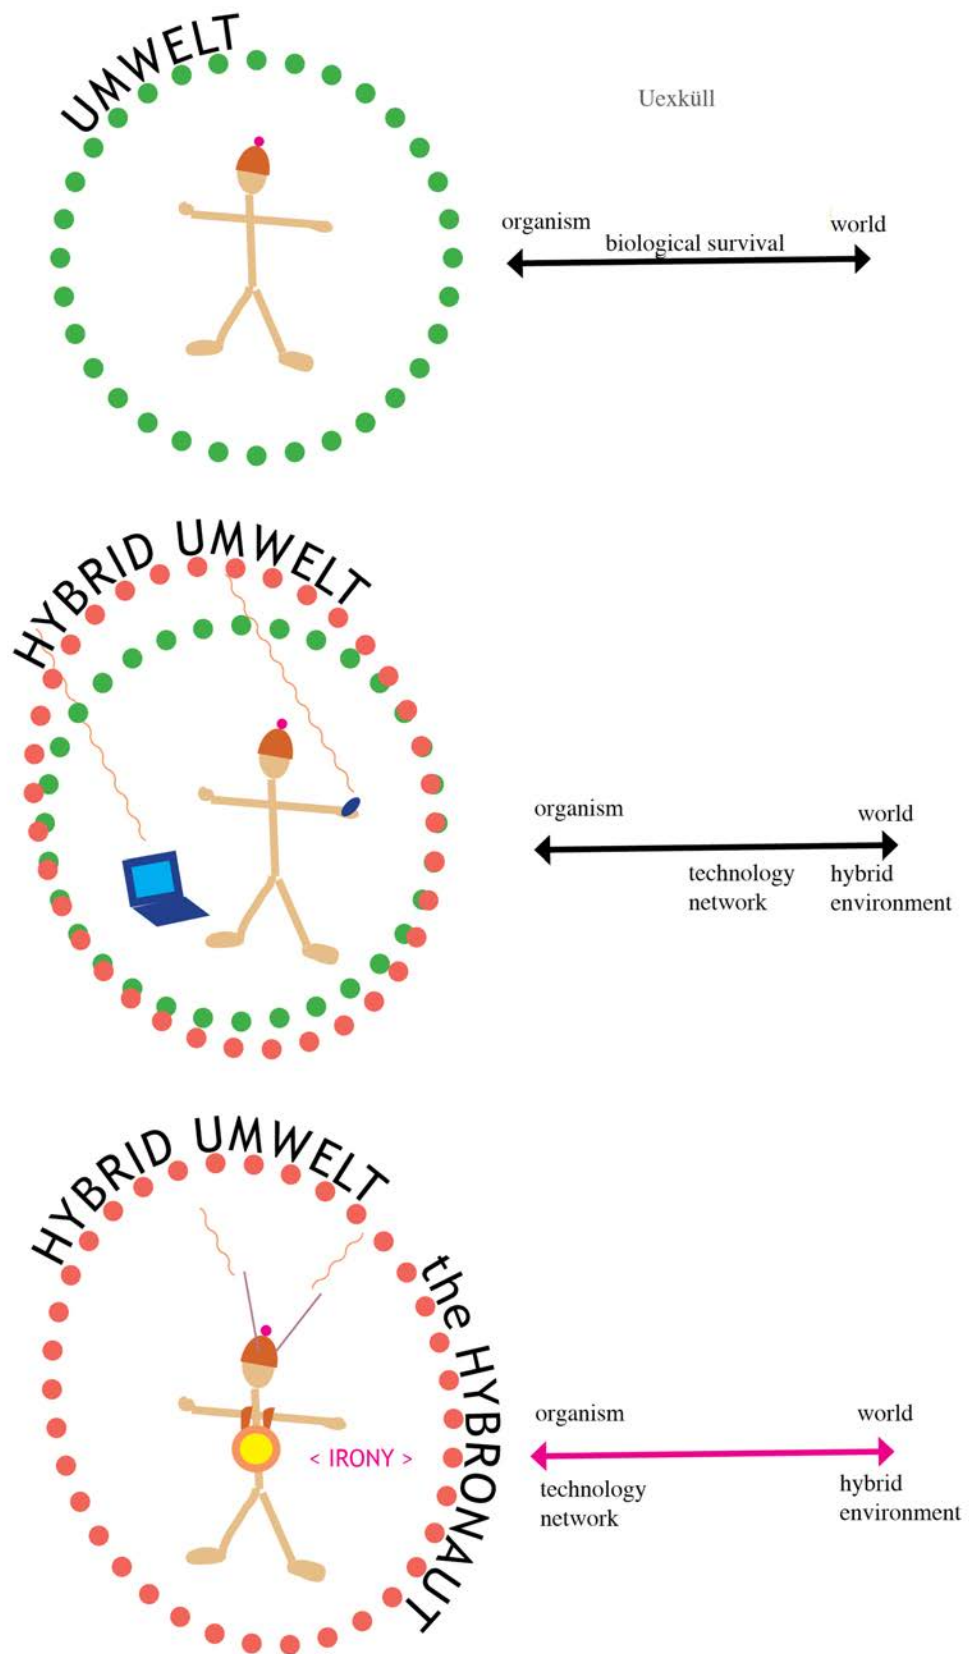 UMWELT
Uexküll
organism
world
biological survival
HYBRID UMWELT
organism
world
technology
network
hybrid
environment
HYBRID UMWELT
the HYBRONAUT
< IRONY >
organism
world
technology
network
hybrid
environment